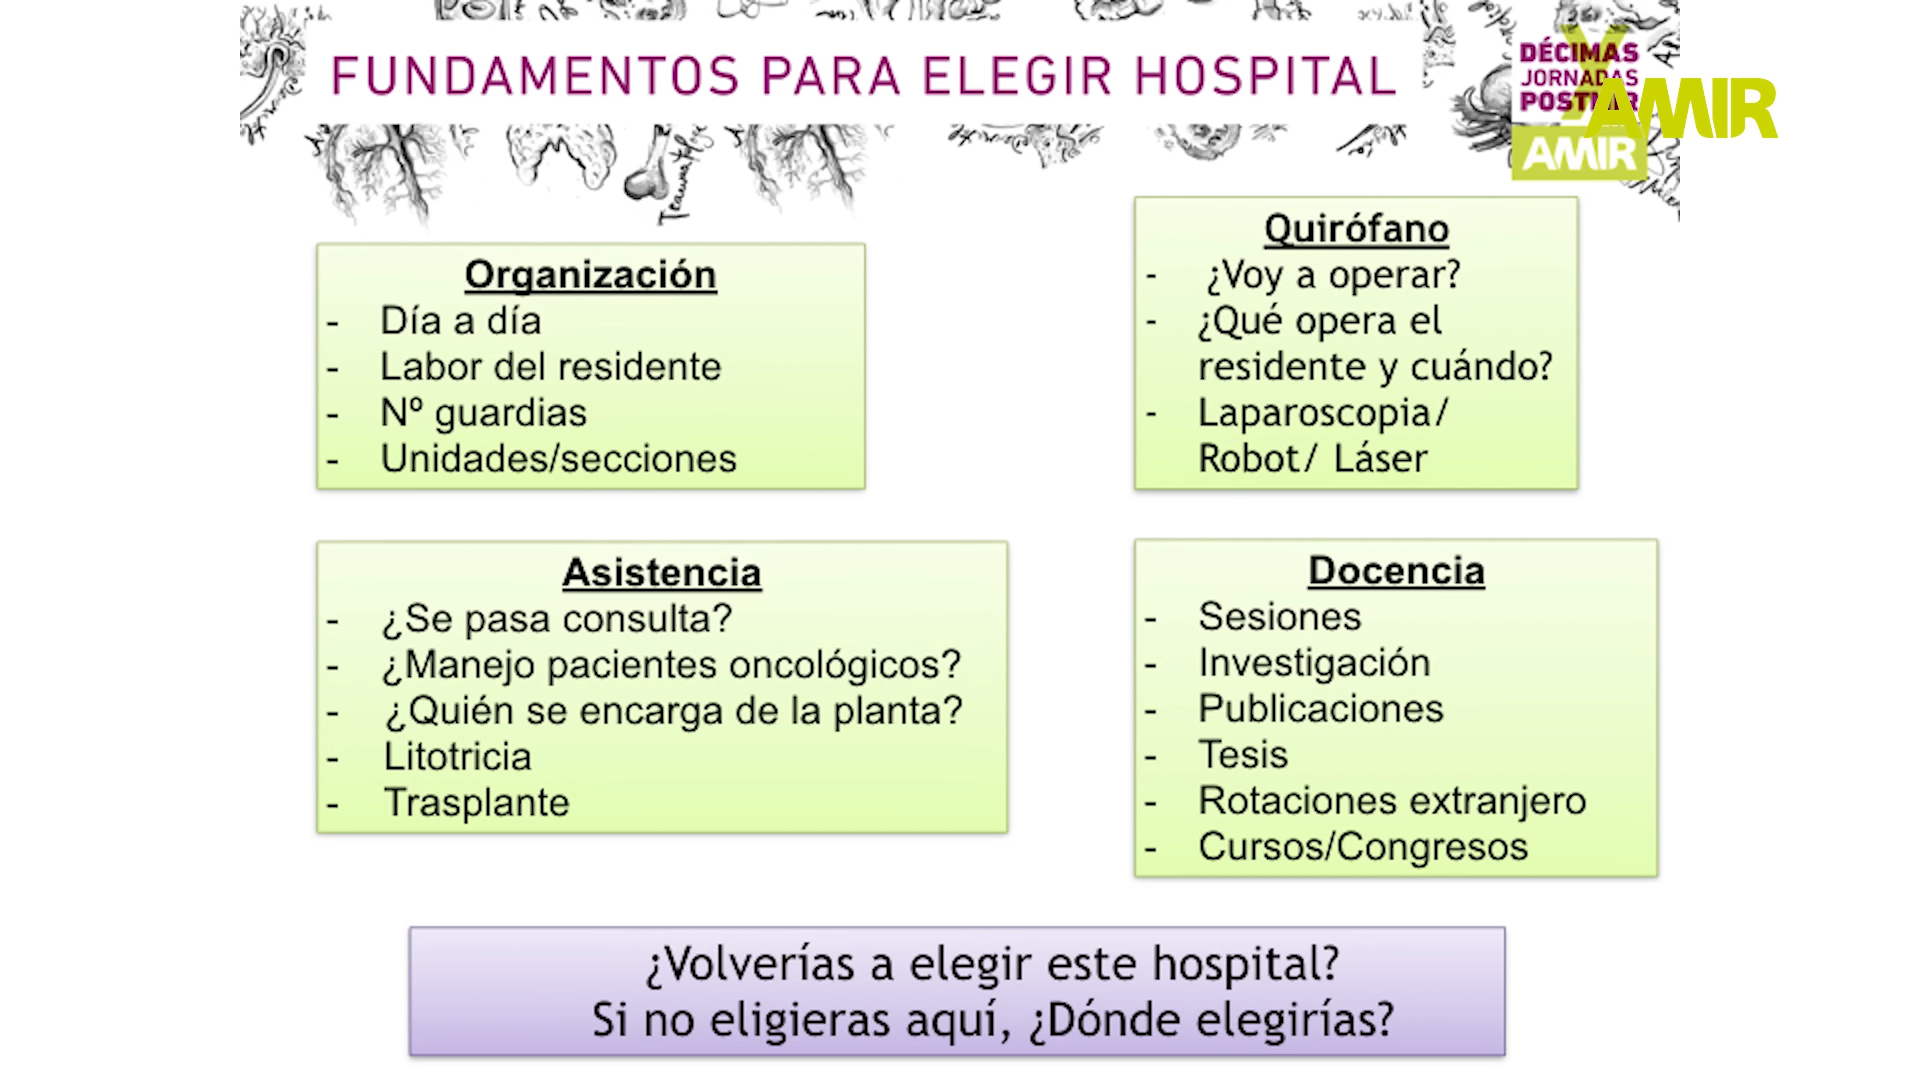 FUNDAMENTOS PARA ELEGIR HOSPITAL
DÉCIMAS
JORNADAS
AMIR
AMIR
Organización
- Día a día
- Labor del residente
- Nº guardias
- Unidades/secciones
Quirófano
- ¿Voy a operar?
- ¿Qué opera el
residente y cuándo?
- Laparoscopia/
Robot/ Láser
Asistencia
- ¿Se pasa consulta?
- ¿Manejo pacientes oncológicos?
- ¿Quién se encarga de la planta?
- Litotricia
- Trasplante
Docencia
- Sesiones
- Investigación
- Publicaciones
- Tesis
- Rotaciones extranjero
- Cursos/Congresos
¿Volverías a elegir este hospital?
Si no eligieras aquí, ¿Dónde elegirías?